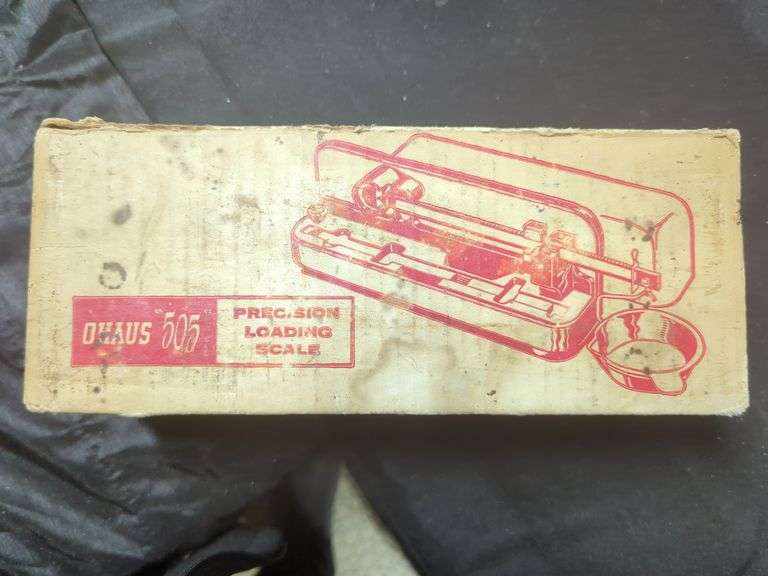 OHAUS "505"
PRECISION
LOADING
SCALE